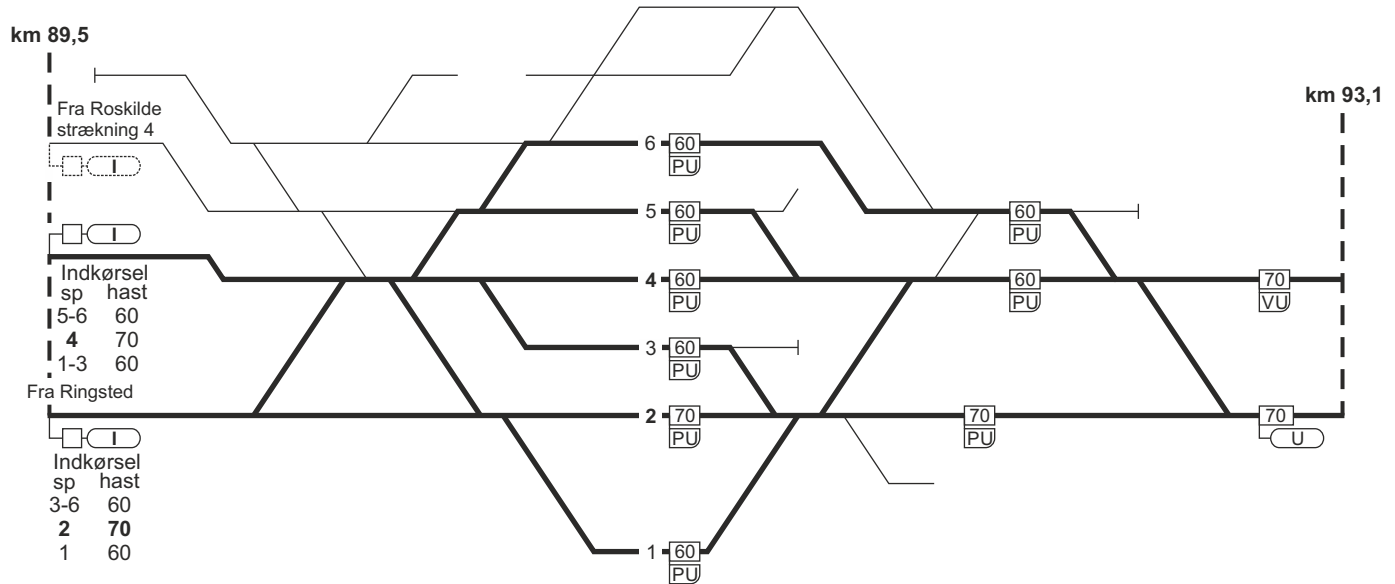 km 89,5
km 93,1
Fra Roskilde
strækning 4
I
6 60
PU
5 60
PU
60
PU
I
Indkørsel
sp hast
5-6 60
4 70
1-3 60
4 60
PU
60
PU
70
VU
3 60
PU
Fra Ringsted
2 70
PU
70
PU
70
U
I
Indkørsel
sp hast
3-6 60
2 70
1 60
1 60
PU